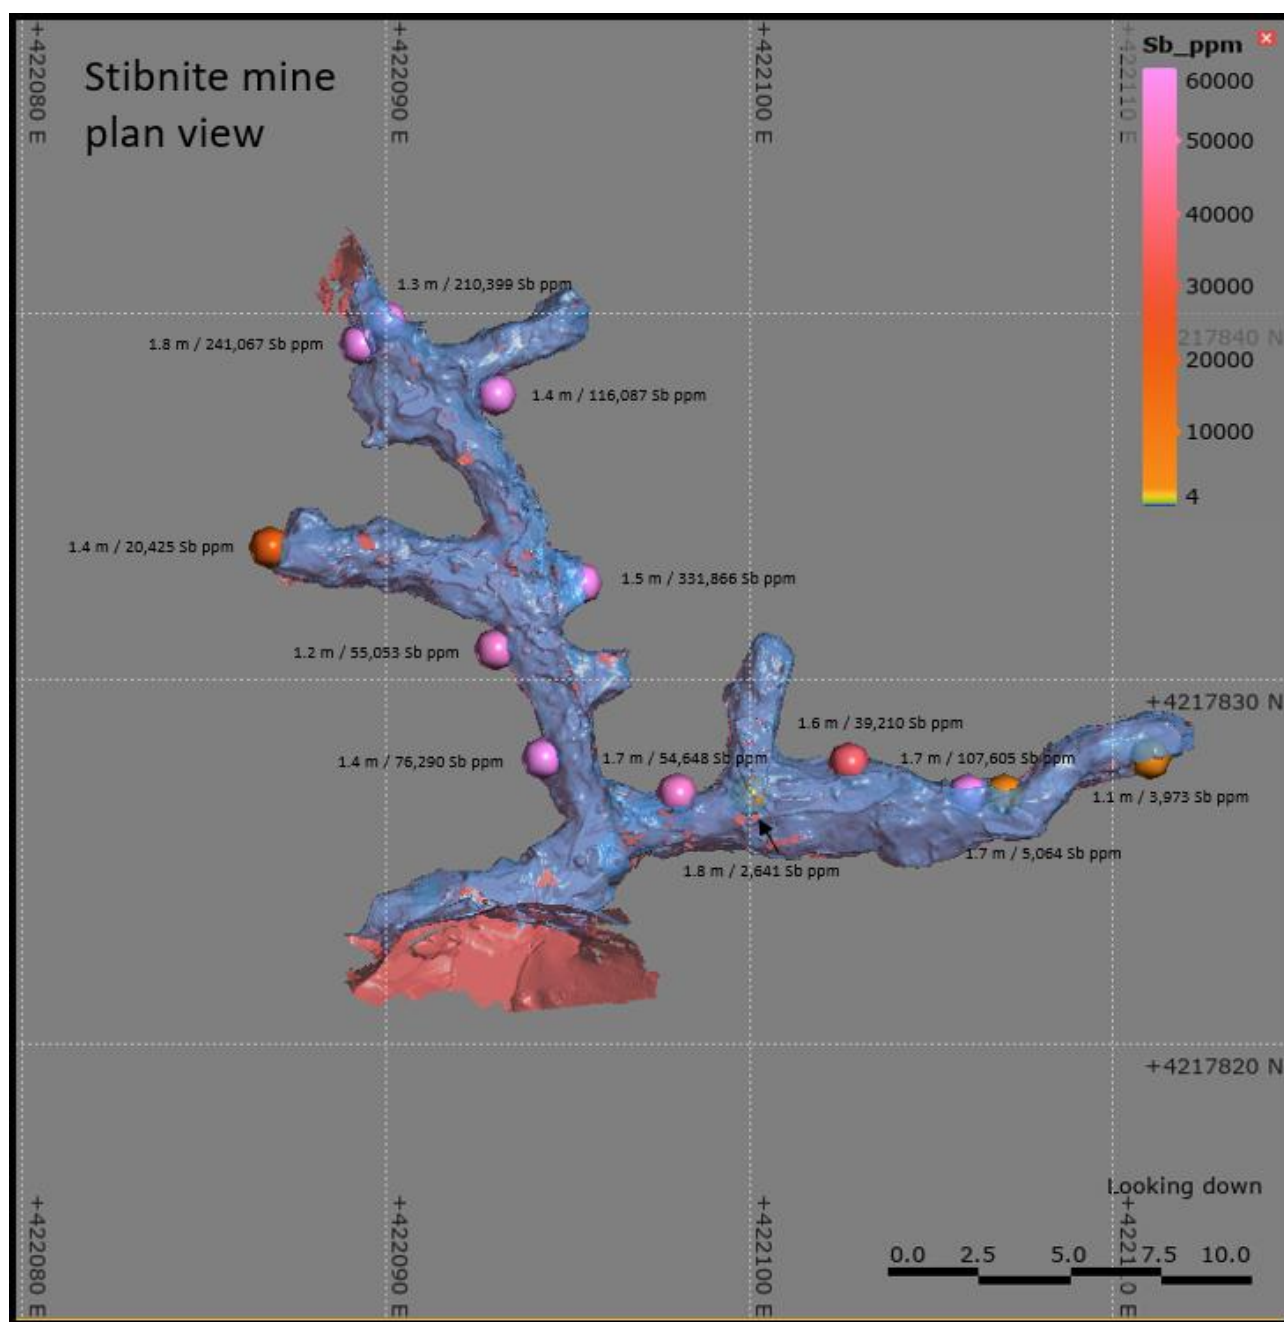 +422080 E
+422090 E
+422100 E
+422110 E
Stibnite mine
plan view
Sb_ppm
60000
50000
40000
30000
20000
10000
4
1.3 m / 210,399 Sb ppm
1.8 m / 241,067 Sb ppm
217840 N
1.4 m / 116,087 Sb ppm
1.4 m / 20,425 Sb ppm
1.5 m / 331,866 Sb ppm
1.2 m / 55,053 Sb ppm
+4217830 N
1.6 m / 39,210 Sb ppm
1.4 m / 76,290 Sb ppm
1.7 m / 54,648 Sb ppm
1.7 m / 107,605 Sb ppm
1.1 m / 3,973 Sb ppm
1.7 m / 5,064 Sb ppm
1.8 m / 2,641 Sb ppm
+4217820 N
Looking down
+422080 E
+422090 E
+422100 E
+422110 E
0.0 2.5 5.0 7.5 10.0